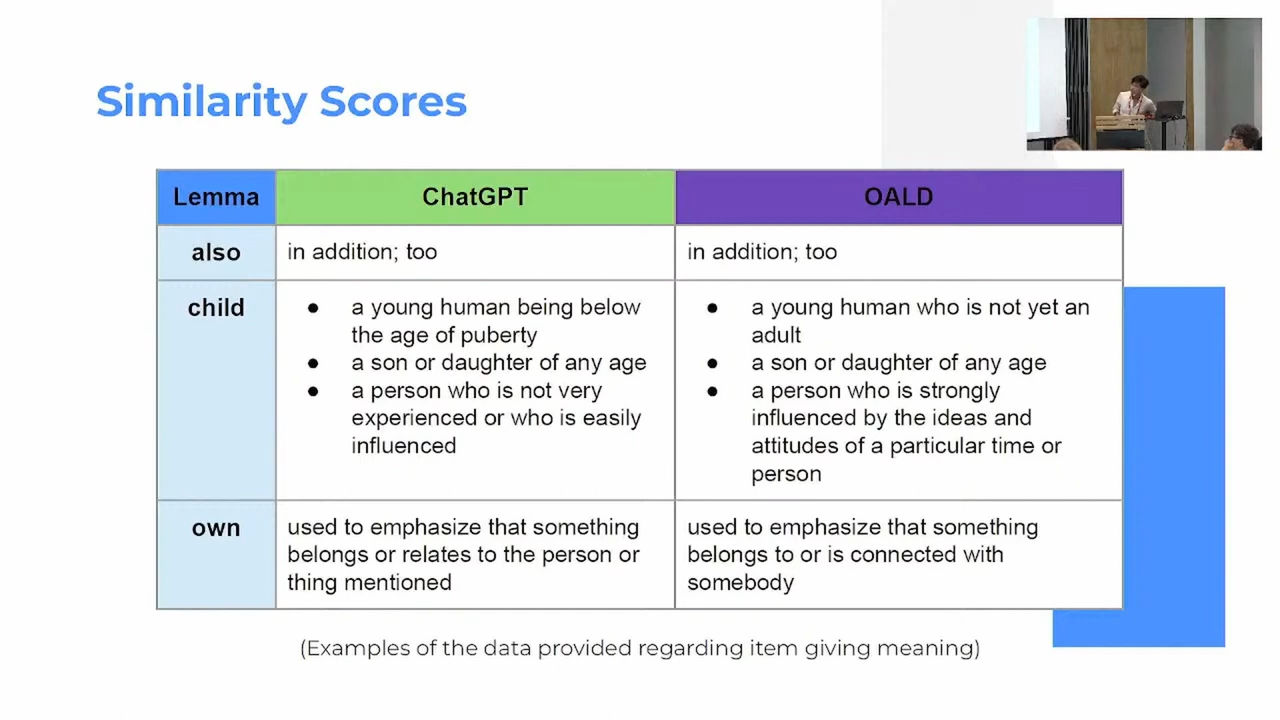 Similarity Scores
Lemma
ChatGPT
OALD
also
in addition; too
in addition; too
child
● a young human being below
the age of puberty
● a son or daughter of any age
● a person who is not very
experienced or who is easily
influenced
● a young human who is not yet an
adult
● a son or daughter of any age
● a person who is strongly
influenced by the ideas and
attitudes of a particular time or
person
own
used to emphasize that something
belongs or relates to the person or
thing mentioned
used to emphasize that something
belongs to or is connected with
somebody
(Examples of the data provided regarding item giving meaning)